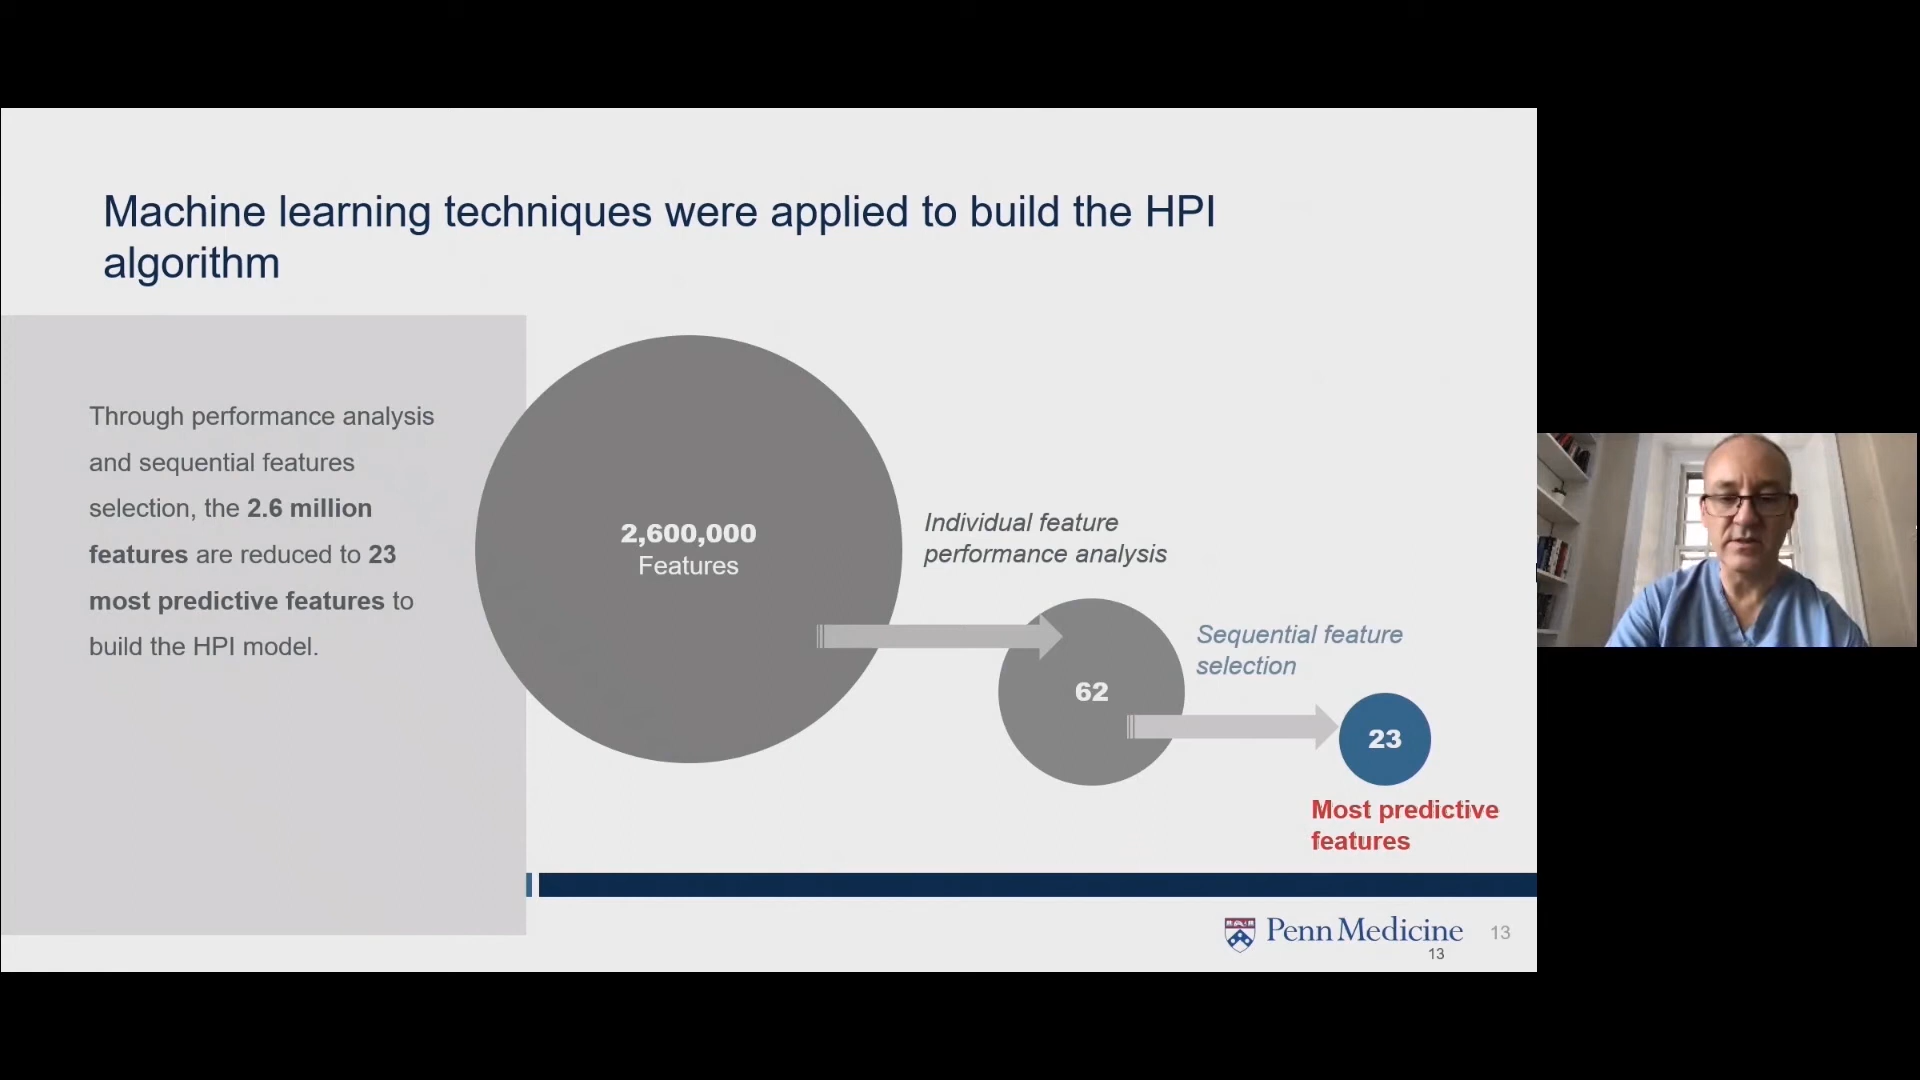 Machine learning techniques were applied to build the HPI
algorithm
Through performance analysis
and sequential features
selection, the 2.6 million
features are reduced to 23
most predictive features to
build the HPI model.
2,600,000
Features
Individual feature
performance analysis
62
Sequential feature
selection
23
Most predictive
features
Penn Medicine
13
13